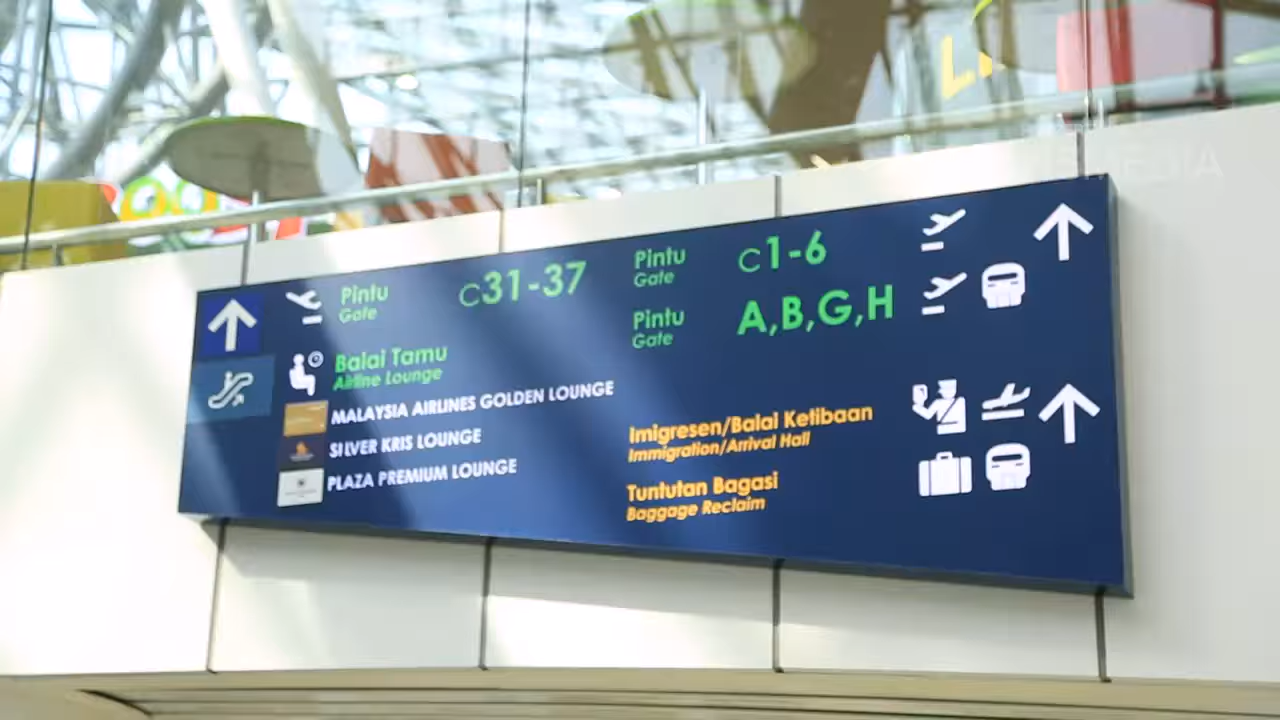 Pintu
Gate
C31-37
Balai Tamu
Airline Lounge
MALAYSIA AIRLINES GOLDEN LOUNGE
SILVER KRIS LOUNGE
PLAZA PREMIUM LOUNGE
Pintu
Gate
C1-6
Pintu
Gate
A,B,G,H
Imigresen/Balai Ketibaan
Immigration/Arrival Hall
Tuntutan Bagasi
Baggage Reclaim